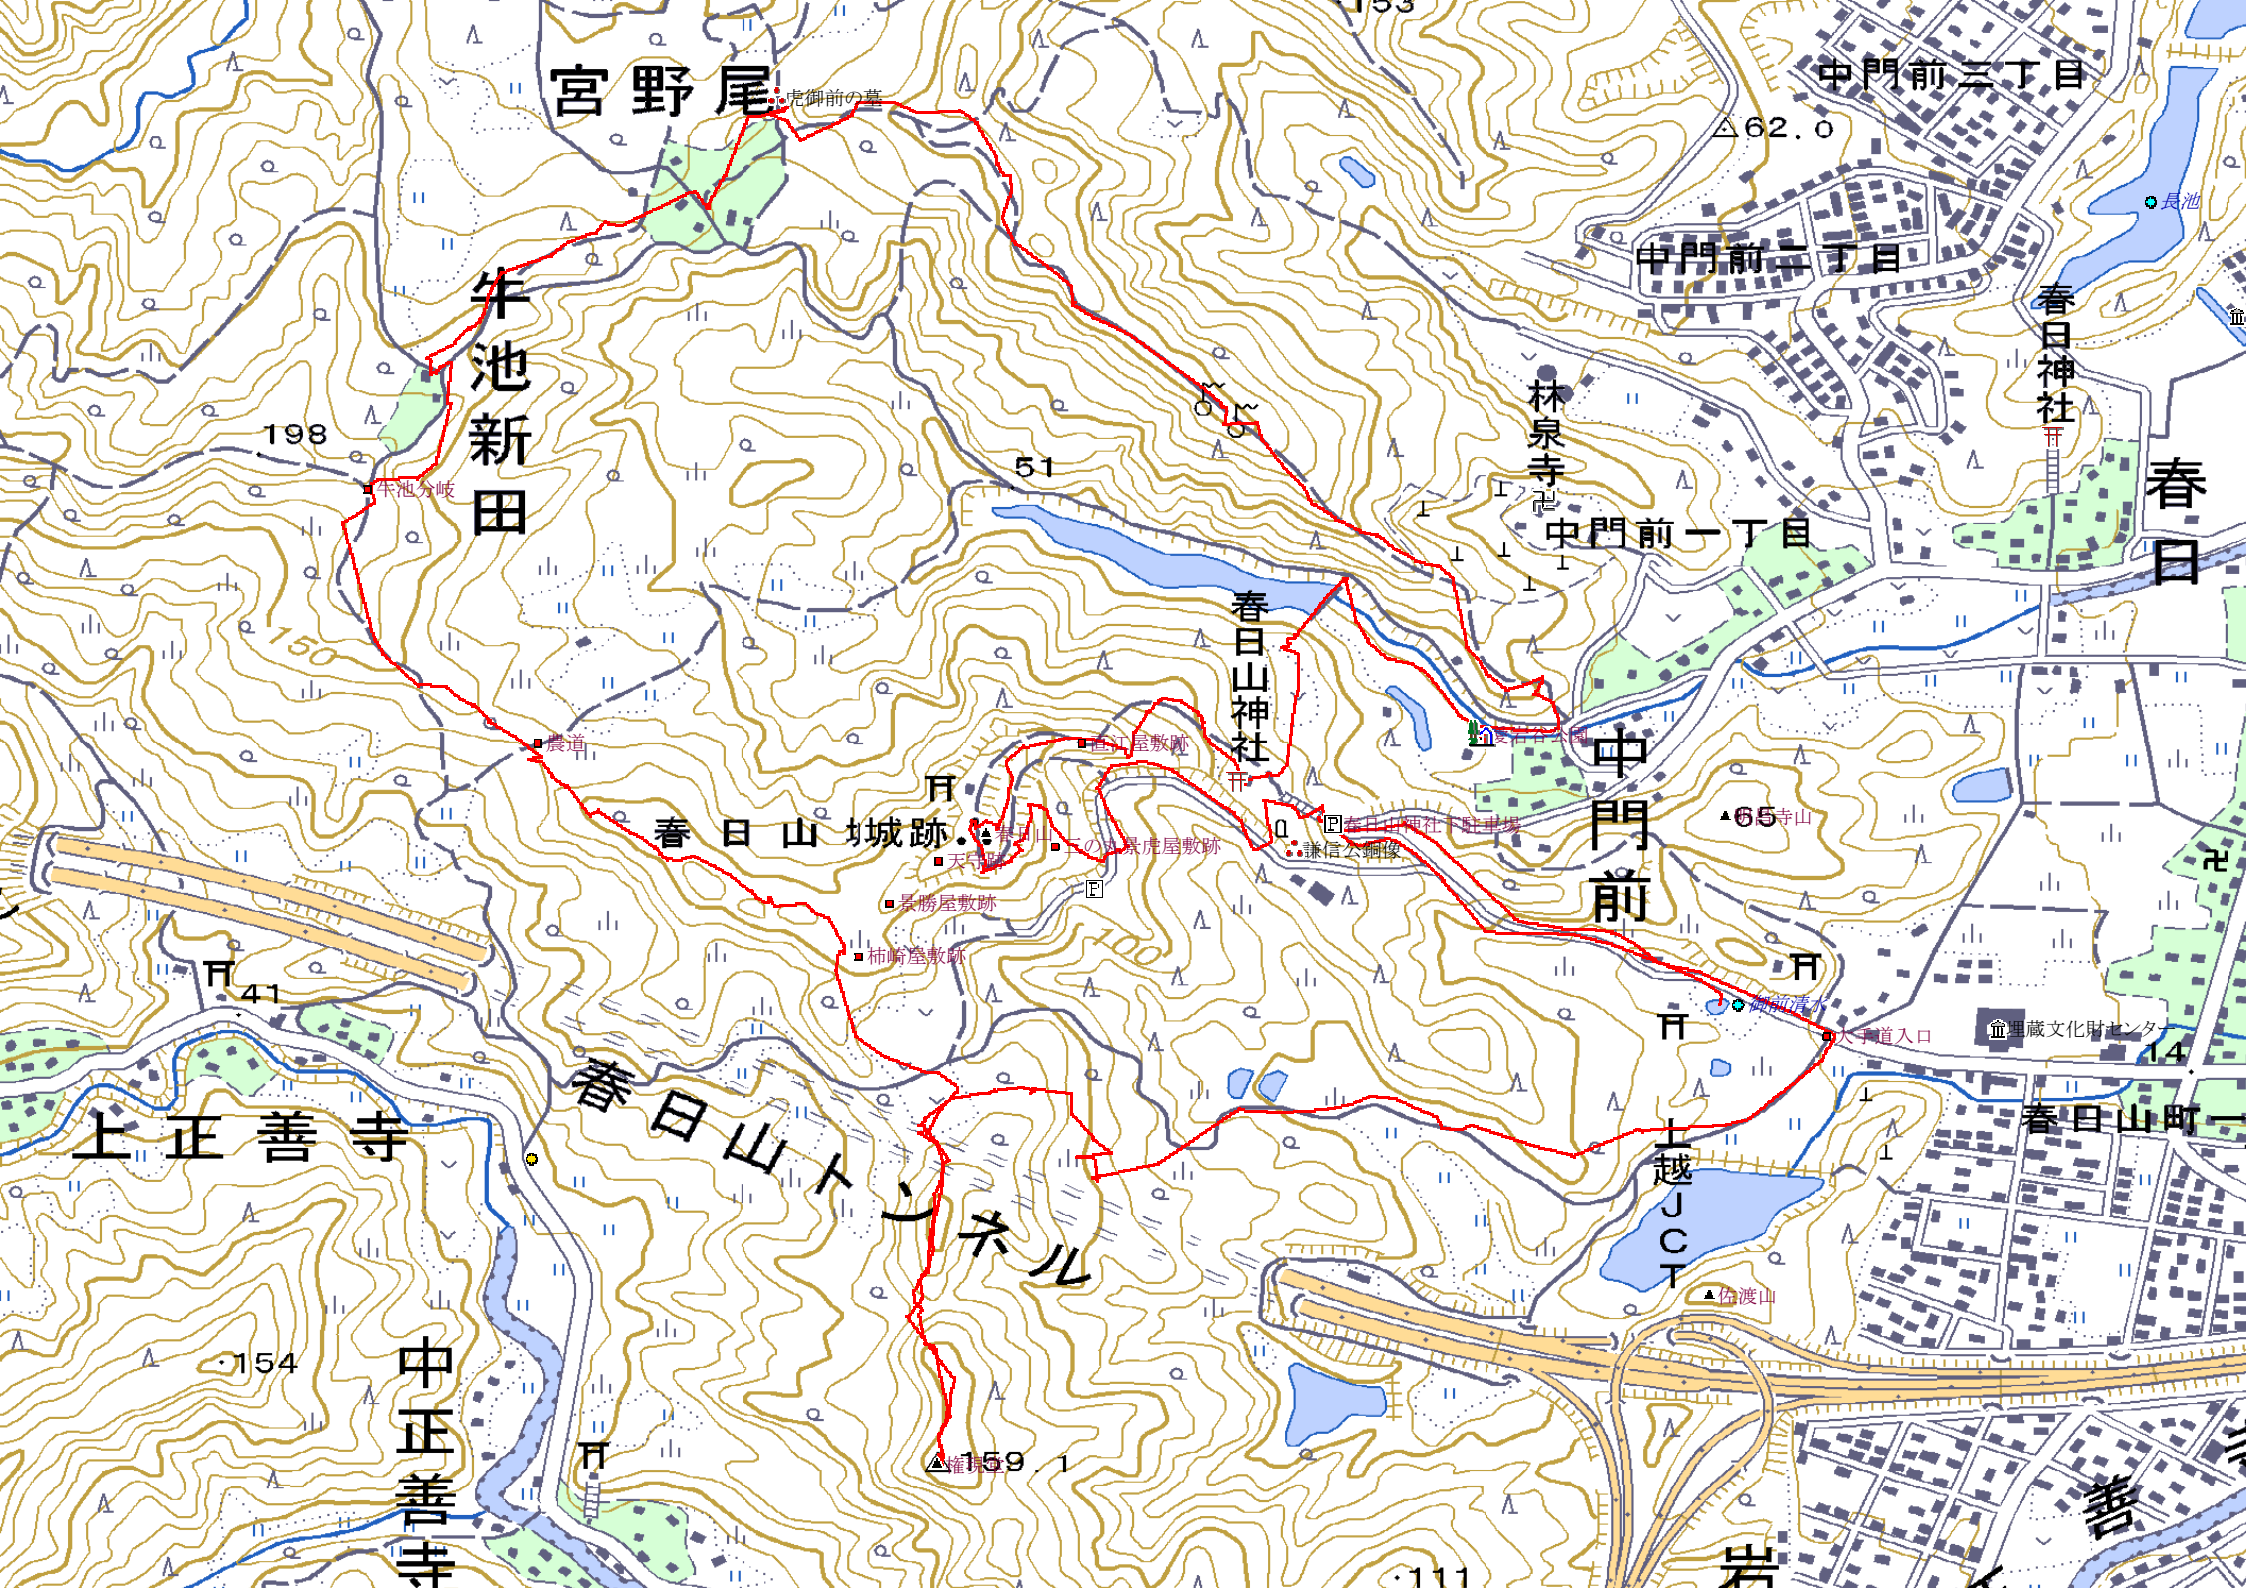 153
宮野尾
虎御前の墓
中門前三丁目
62.0
長池
中門前二丁目
春日神社
牛池新田
林泉寺
198
51
牛池分岐
中門前一丁目
春日
春日山神社
150
農道
直江屋敷跡
中門前
春日山城跡
春日山
春日山神社下駐車場
65
天守跡
二の丸景虎屋敷跡
謙信公銅像
P
P
景勝屋敷跡
柿崎屋敷跡
100
41
御前清水
大手道入口
埋蔵文化財センター
14
上正善寺
春日山トンネル
上越JCT
春日山町一
佐渡山
154
中正善寺
159.1
善
岩
111